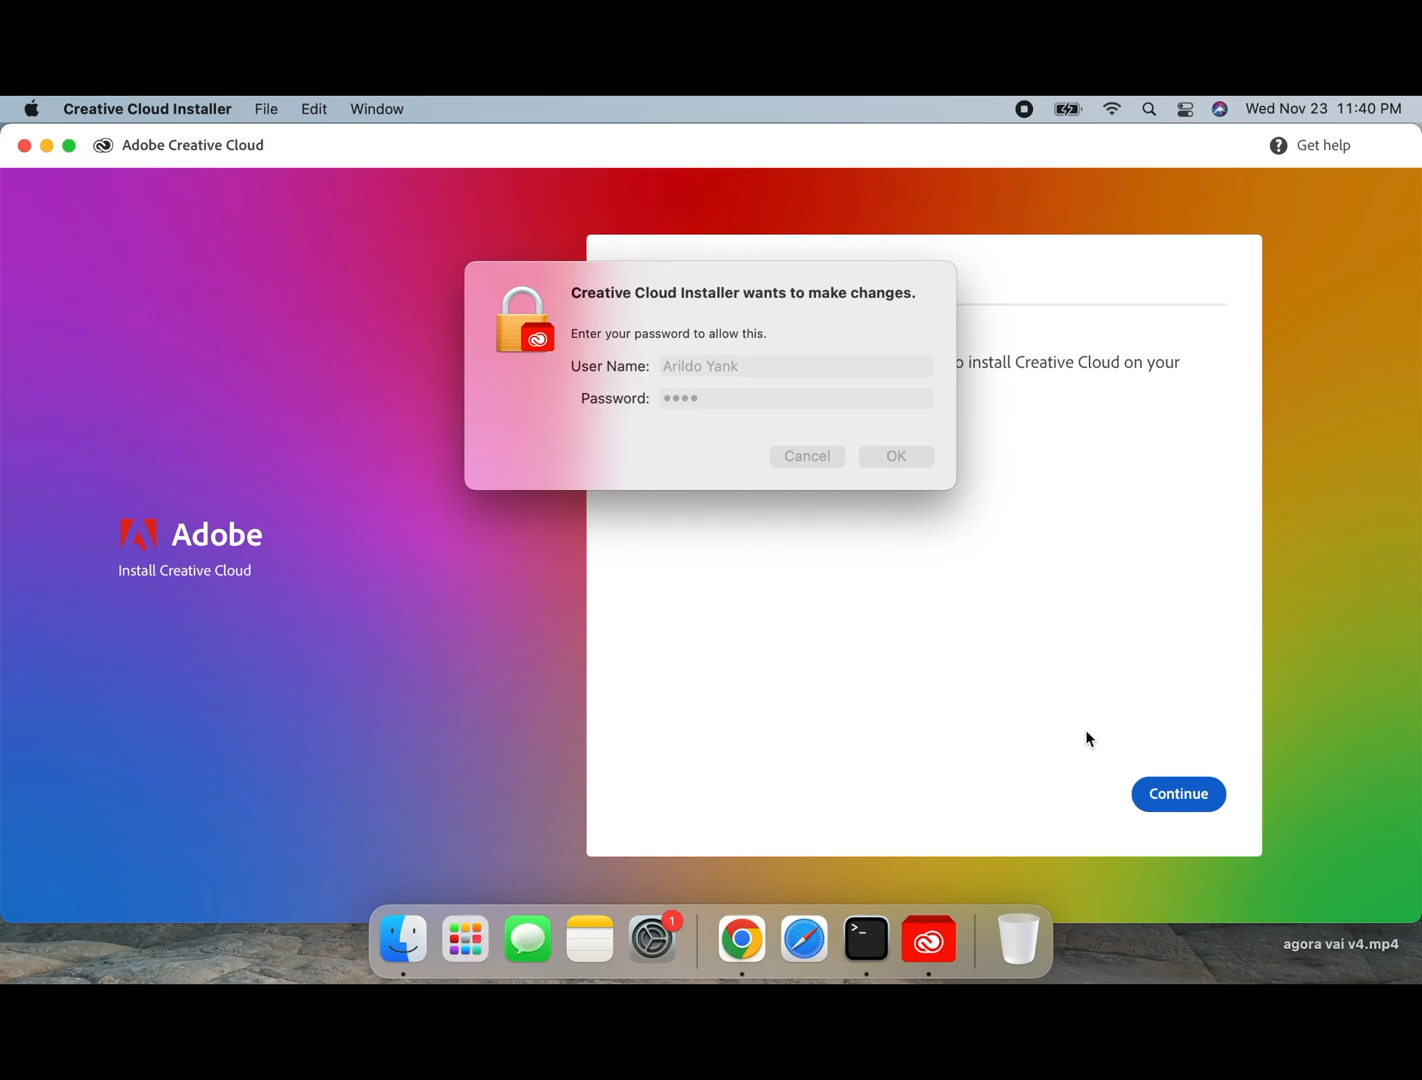 Creative Cloud Installer File Edit Window Wed Nov 23 11:40 PM
Adobe Creative Cloud ? Get help
Creative Cloud Installer wants to make changes.
Enter your password to allow this.
User Name: Arildo Yank
install Creative Cloud on your
Password: ••••
Cancel OK
Adobe
Install Creative Cloud
Continue
1
>_
agora vai v4.mp4